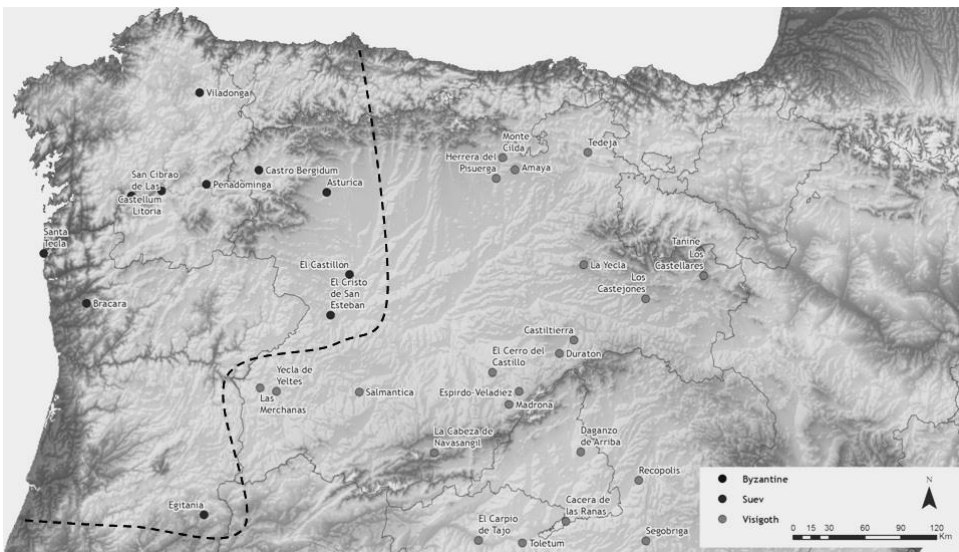 Viladonga
Monte
Cilda
Tedeja
Herrera del
Pisuerga
Amaya
Castro Bergidum
San Cibrao
de Las
Penadominga
Asturica
Castellum
Litoria
Santa
Tecla
Tanine
Los
Castellares
El Castillon
La Yecla
El Cristo
de San
Esteban
Los
Castejones
Bracara
Castiltierra
Duraton
El Cerro del
Castillo
Yecla de
Yeltes
Las
Merchanas
Salmantica
Espirdo-Veladiez
Madrona
La Cabeza de
Navasangil
Daganzo
de Arriba
Recopolis
Egitania
Cacera de
las Ranas
El Carpio
de Tajo
Toletum
Segobriga
Byzantine
Suev
Visigoth
N
0 15 30 60 90 120
Km